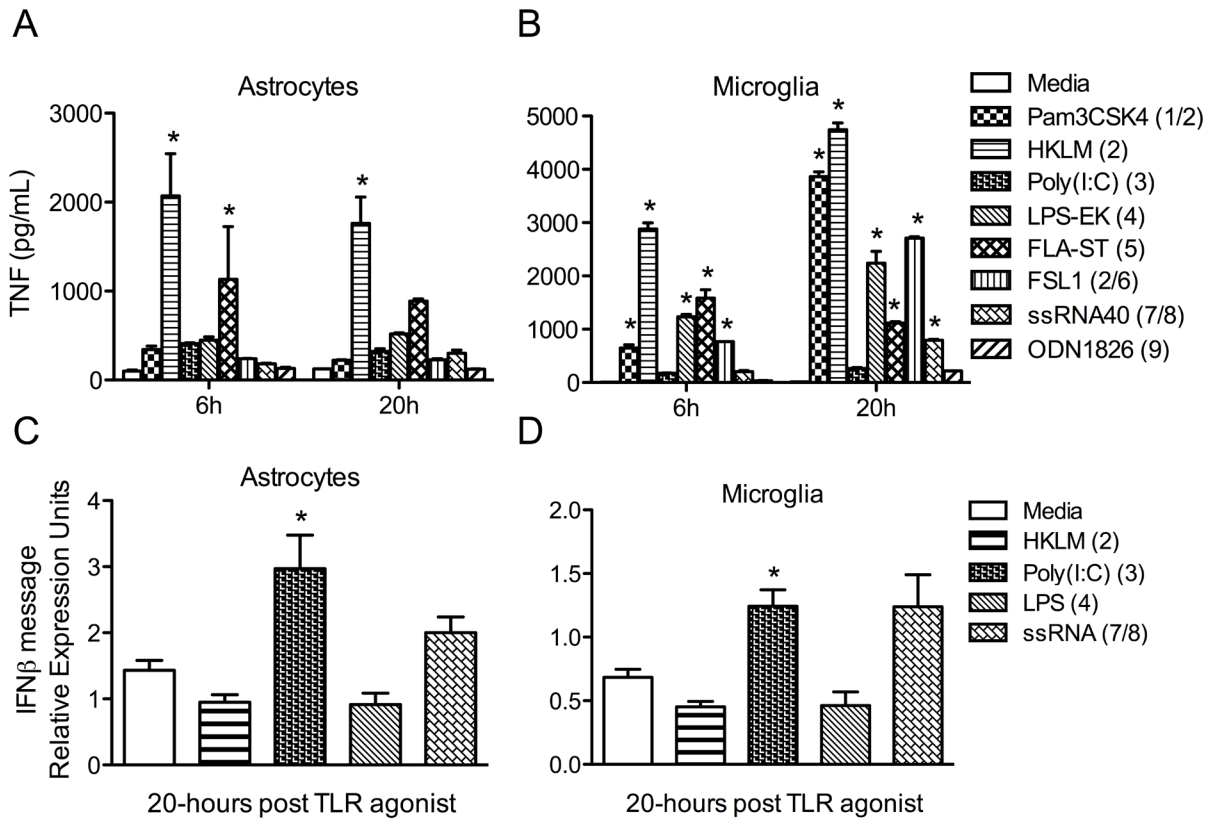 A
Astrocytes
TNF (pg/mL)
3000
2000
1000
0
*
*
*
6h
20h
B
Microglia
5000
4000
3000
2000
1000
0
*
*
*
*
*
*
*
*
*
*
*
6h
20h
Media
Pam3CSK4 (1/2)
HKLM (2)
Poly(I:C) (3)
LPS-EK (4)
FLA-ST (5)
FSL1 (2/6)
ssRNA40 (7/8)
ODN1826 (9)
C
Astrocytes
IFNβ message
Relative Expression Units
4
3
2
1
0
*
20-hours post TLR agonist
D
Microglia
2.0
1.5
1.0
0.5
0.0
*
20-hours post TLR agonist
Media
HKLM (2)
Poly(I:C) (3)
LPS (4)
ssRNA (7/8)